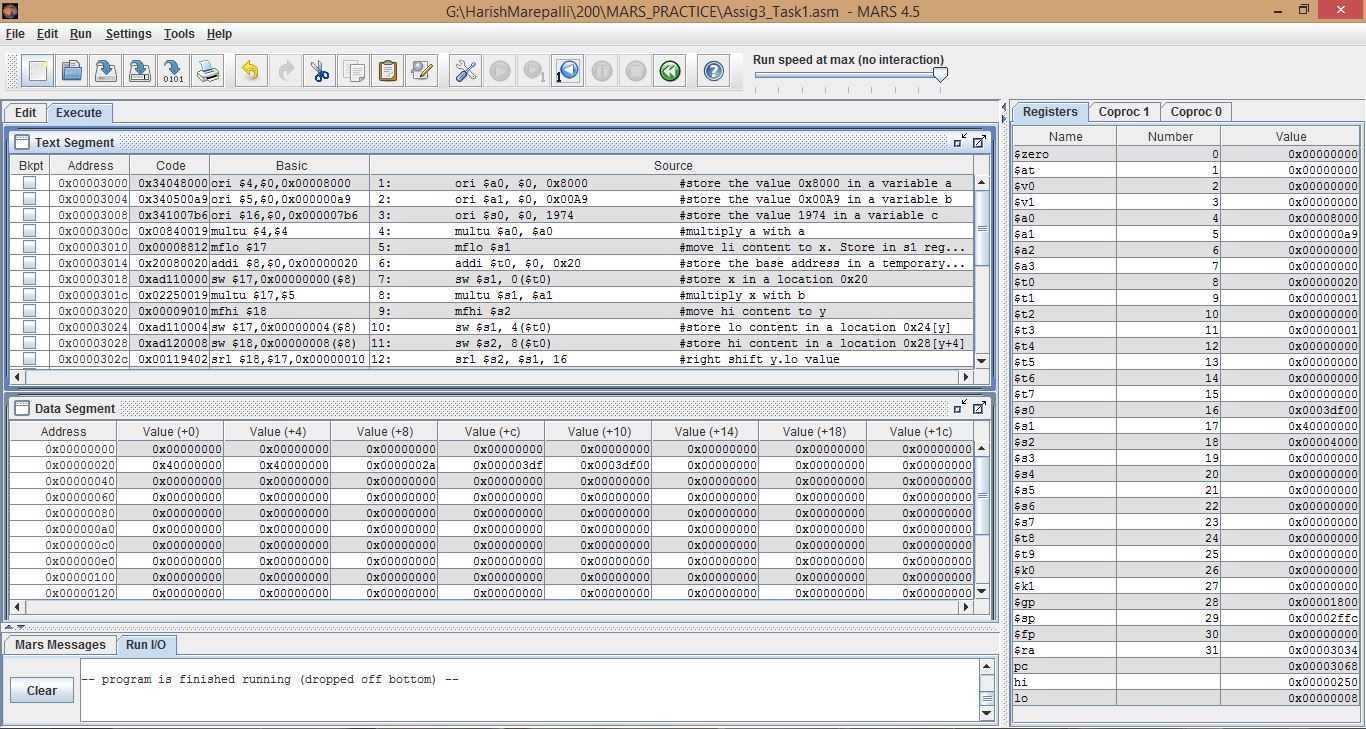 G:\HarishMarepalli\200\MARS_PRACTICE\Assig3_Task1.asm - MARS 4.5
File Edit Run Settings Tools Help
Run speed at max (no interaction)
0101
1
1
Edit Execute
Text Segment
Bkpt Address Code Basic Source
0x00003000 0x34048000 ori $4,$0,0x00008000 1: ori $a0, $0, 0x8000 #store the value 0x8000 in a variable a
0x00003004 0x340500a9 ori $5,$0,0x000000a9 2: ori $a1, $0, 0x00A9 #store the value 0x00A9 in a variable b
0x00003008 0x341007b6 ori $16,$0,0x000007b6 3: ori $s0, $0, 1974 #store the value 1974 in a variable c
0x0000300c 0x00840019 multu $4,$4 4: multu $a0, $a0 #multiply a with a
0x00003010 0x00008812 mflo $17 5: mflo $s1 #move li content to x. Store in s1 reg...
0x00003014 0x20080020 addi $8,$0,0x00000020 6: addi $t0, $0, 0x20 #store the base address in a temporary...
0x00003018 0xad110000 sw $17,0x00000000($8) 7: sw $s1, 0($t0) #store x in a location 0x20
0x0000301c 0x02250019 multu $17,$5 8: multu $s1, $a1 #multiply x with b
0x00003020 0x00009010 mfhi $18 9: mfhi $s2 #move hi content to y
0x00003024 0xad110004 sw $17,0x00000004($8) 10: sw $s1, 4($t0) #store lo content in a location 0x24[y]
0x00003028 0xad120008 sw $18,0x00000008($8) 11: sw $s2, 8($t0) #store hi content in a location 0x28[y+4]
0x0000302c 0x00119402 srl $18,$17,0x00000010 12: srl $s2, $s1, 16 #right shift y.lo value
Data Segment
Address Value (+0) Value (+4) Value (+8) Value (+c) Value (+10) Value (+14) Value (+18) Value (+1c)
0x00000000 0x00000000 0x00000000 0x00000000 0x00000000 0x00000000 0x00000000 0x00000000 0x00000000
0x00000020 0x40000000 0x40000000 0x0000002a 0x000003df 0x0003df00 0x00000000 0x00000000 0x00000000
0x00000040 0x00000000 0x00000000 0x00000000 0x00000000 0x00000000 0x00000000 0x00000000 0x00000000
0x00000060 0x00000000 0x00000000 0x00000000 0x00000000 0x00000000 0x00000000 0x00000000 0x00000000
0x00000080 0x00000000 0x00000000 0x00000000 0x00000000 0x00000000 0x00000000 0x00000000 0x00000000
0x000000a0 0x00000000 0x00000000 0x00000000 0x00000000 0x00000000 0x00000000 0x00000000 0x00000000
0x000000c0 0x00000000 0x00000000 0x00000000 0x00000000 0x00000000 0x00000000 0x00000000 0x00000000
0x000000e0 0x00000000 0x00000000 0x00000000 0x00000000 0x00000000 0x00000000 0x00000000 0x00000000
0x00000100 0x00000000 0x00000000 0x00000000 0x00000000 0x00000000 0x00000000 0x00000000 0x00000000
0x00000120 0x00000000 0x00000000 0x00000000 0x00000000 0x00000000 0x00000000 0x00000000 0x00000000
Mars Messages Run I/O
Clear
-- program is finished running (dropped off bottom) --
Registers Coproc 1 Coproc 0
Name Number Value
$zero 0 0x00000000
$at 1 0x00000000
$v0 2 0x00000000
$v1 3 0x00000000
$a0 4 0x00008000
$a1 5 0x000000a9
$a2 6 0x00000000
$a3 7 0x00000000
$t0 8 0x00000020
$t1 9 0x00000001
$t2 10 0x00000000
$t3 11 0x00000001
$t4 12 0x00000000
$t5 13 0x00000000
$t6 14 0x00000000
$t7 15 0x00000000
$s0 16 0x0003df00
$s1 17 0x40000000
$s2 18 0x00004000
$s3 19 0x00000000
$s4 20 0x00000000
$s5 21 0x00000000
$s6 22 0x00000000
$s7 23 0x00000000
$t8 24 0x00000000
$t9 25 0x00000000
$k0 26 0x00000000
$k1 27 0x00000000
$gp 28 0x00001800
$sp 29 0x00002ffc
$fp 30 0x00000000
$ra 31 0x00003034
pc 0x00003068
hi 0x00000250
lo 0x00000008